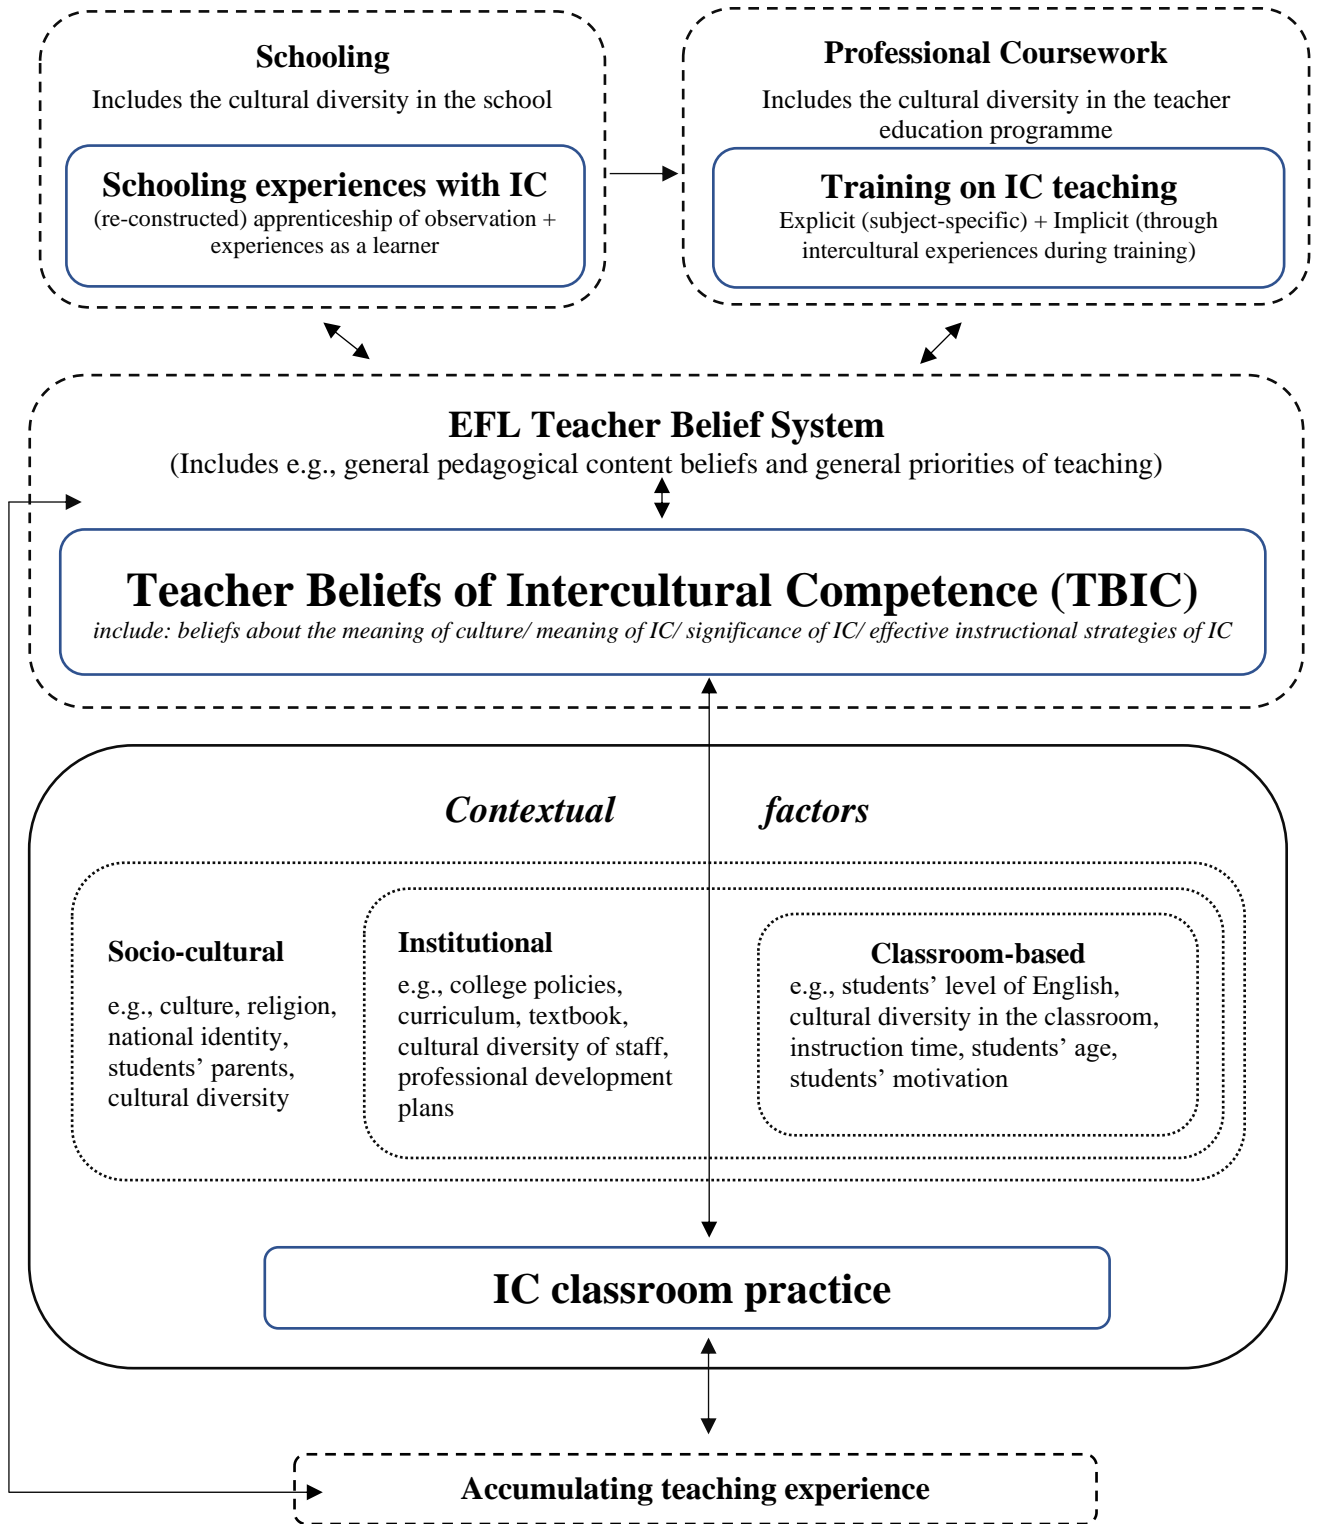 Schooling
Includes the cultural diversity in the school
Schooling experiences with IC
(re-constructed) apprenticeship of observation +
experiences as a learner
Professional Coursework
Includes the cultural diversity in the teacher
education programme
Training on IC teaching
Explicit (subject-specific) + Implicit (through
intercultural experiences during training)
EFL Teacher Belief System
(Includes e.g., general pedagogical content beliefs and general priorities of teaching)
Teacher Beliefs of Intercultural Competence (TBIC)
include: beliefs about the meaning of culture/ meaning of IC/ significance of IC/ effective instructional strategies of IC
Contextual factors
Socio-cultural
e.g., culture, religion,
national identity,
students’ parents,
cultural diversity
Institutional
e.g., college policies,
curriculum, textbook,
cultural diversity of staff,
professional development
plans
Classroom-based
e.g., students’ level of English,
cultural diversity in the classroom,
instruction time, students’ age,
students’ motivation
IC classroom practice
Accumulating teaching experience